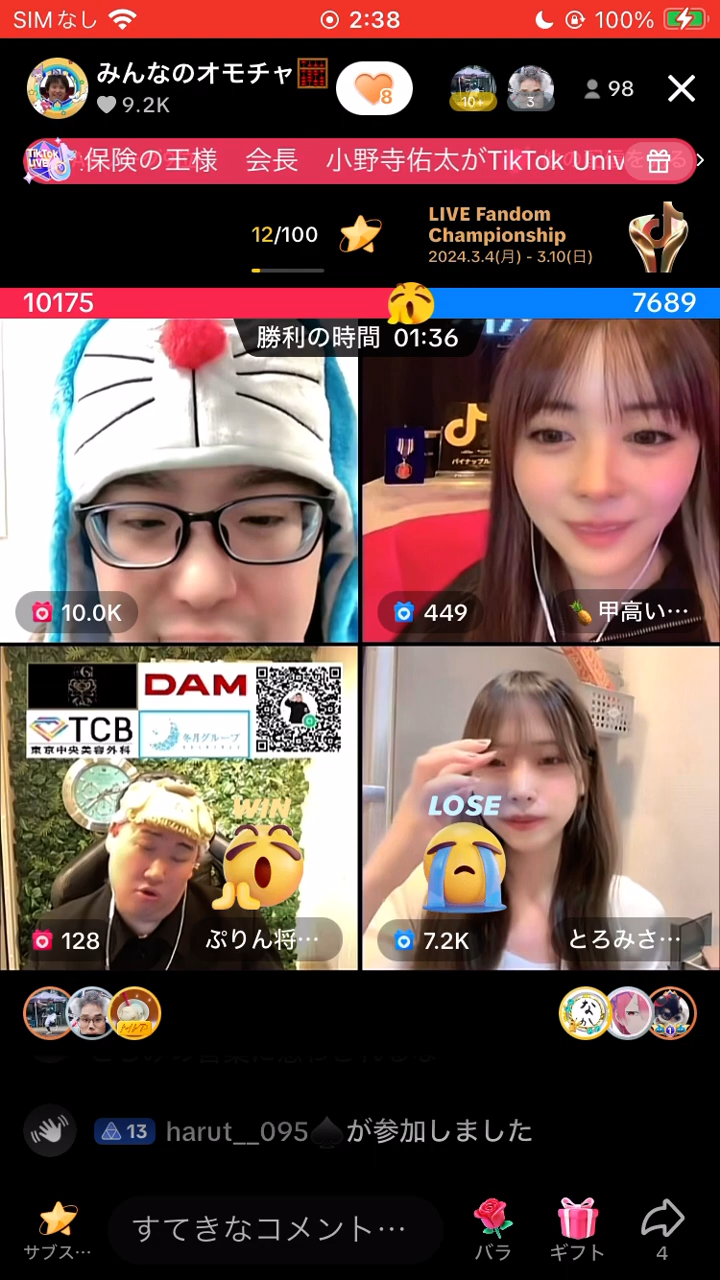 SIMなし 2:38 100%
みんなのオモチャ🧮
9.2K
8
10+
3
98
保険の王様 会長 小野寺佑太がTikTok Univ
12/100
LIVE Fandom
Championship
2024.3.4(月) - 3.10(日)
10175 7689
勝利の時間 01:36
バイナップル
10.0K
449 🍍甲高い…
DAM
TCB
東京中央美容外科
冬月グループ
WIN
LOSE
128 ぷりん将…
7.2K とろみさ…
13 harut__095♠️が参加しました
サブス…
すてきなコメント…
バラ
ギフト
4